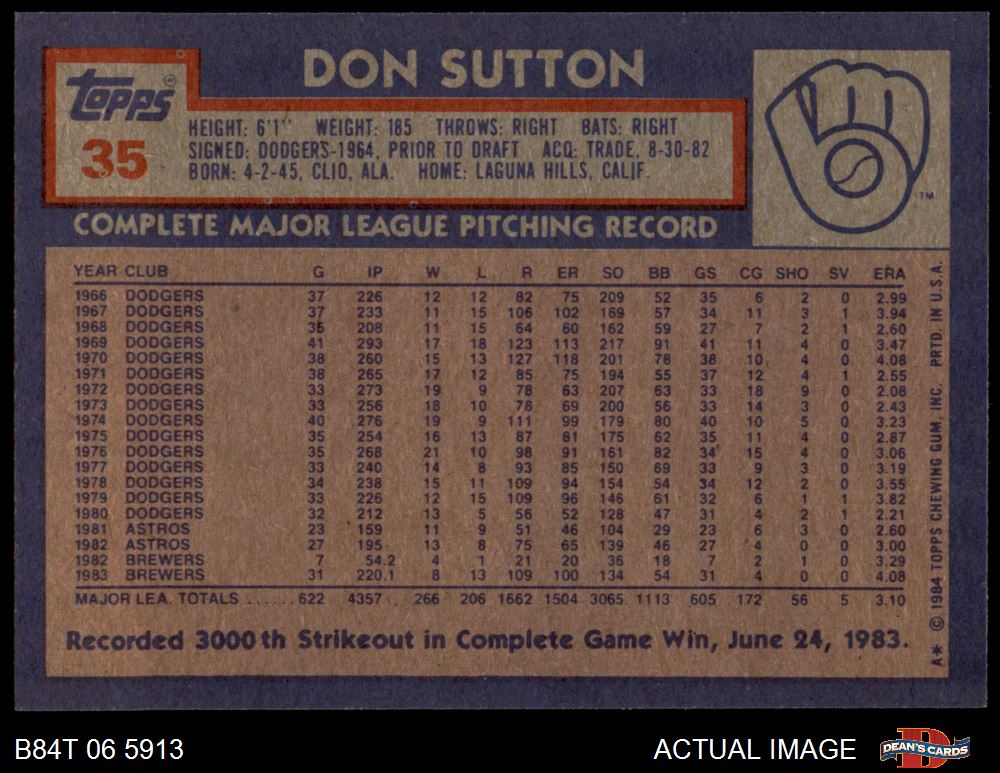 DON SUTTON
Topps®
35
HEIGHT: 6'1" WEIGHT: 185 THROWS: RIGHT BATS: RIGHT
SIGNED: DODGERS-1964, PRIOR TO DRAFT ACQ: TRADE, 8-30-82
BORN: 4-2-45, CLIO, ALA. HOME: LAGUNA HILLS, CALIF.
TM
COMPLETE MAJOR LEAGUE PITCHING RECORD
YEAR CLUB G IP W L R ER SO BB GS CG SHO SV ERA
1966 DODGERS 37 226 12 12 82 75 209 52 35 6 2 0 2.99
1967 DODGERS 37 233 11 15 106 102 169 57 34 11 3 1 3.94
1968 DODGERS 35 208 11 15 64 60 162 59 27 7 2 1 2.60
1969 DODGERS 41 293 17 18 123 113 217 91 41 11 4 0 3.47
1970 DODGERS 38 260 15 13 127 118 201 78 38 10 4 0 4.08
1971 DODGERS 38 265 17 12 85 75 194 55 37 12 4 1 2.55
1972 DODGERS 33 273 19 9 78 63 207 63 33 18 9 0 2.08
1973 DODGERS 33 256 18 10 78 69 200 56 33 14 3 0 2.43
1974 DODGERS 40 276 19 9 111 99 179 80 40 10 5 0 3.23
1975 DODGERS 35 254 16 13 87 81 175 62 35 11 4 0 2.87
1976 DODGERS 35 268 21 10 98 91 161 82 34 15 4 0 3.06
1977 DODGERS 33 240 14 8 93 85 150 69 33 9 3 0 3.19
1978 DODGERS 34 238 15 11 109 94 154 54 34 12 2 0 3.55
1979 DODGERS 33 226 12 15 109 96 146 61 32 6 1 1 3.82
1980 DODGERS 32 212 13 5 56 52 128 47 31 4 2 1 2.21
1981 ASTROS 23 159 11 9 51 46 104 29 23 6 3 0 2.60
1982 ASTROS 27 195 13 8 75 65 139 46 27 4 0 0 3.00
1982 BREWERS 7 54.2 4 1 21 20 36 18 7 2 1 0 3.29
1983 BREWERS 31 220.1 8 13 109 100 134 54 31 4 0 0 4.08
MAJOR LEA. TOTALS ...... 622 4357 266 206 1662 1504 3065 1113 605 172 56 5 3.10
Recorded 3000th Strikeout in Complete Game Win, June 24, 1983.
A* © 1984 TOPPS CHEWING GUM, INC. PRTD. IN U.S.A.
B84T 06 5913
ACTUAL IMAGE
DEAN'S CARDS